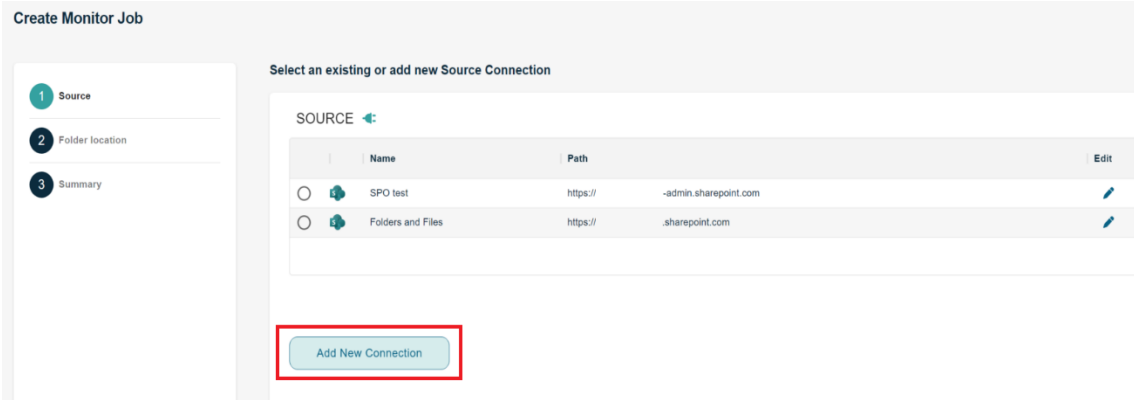 Create Monitor Job
1 Source
2 Folder location
3 Summary
Select an existing or add new Source Connection
SOURCE
Name Path Edit
SPO test https:// -admin.sharepoint.com
Folders and Files https:// .sharepoint.com
Add New Connection